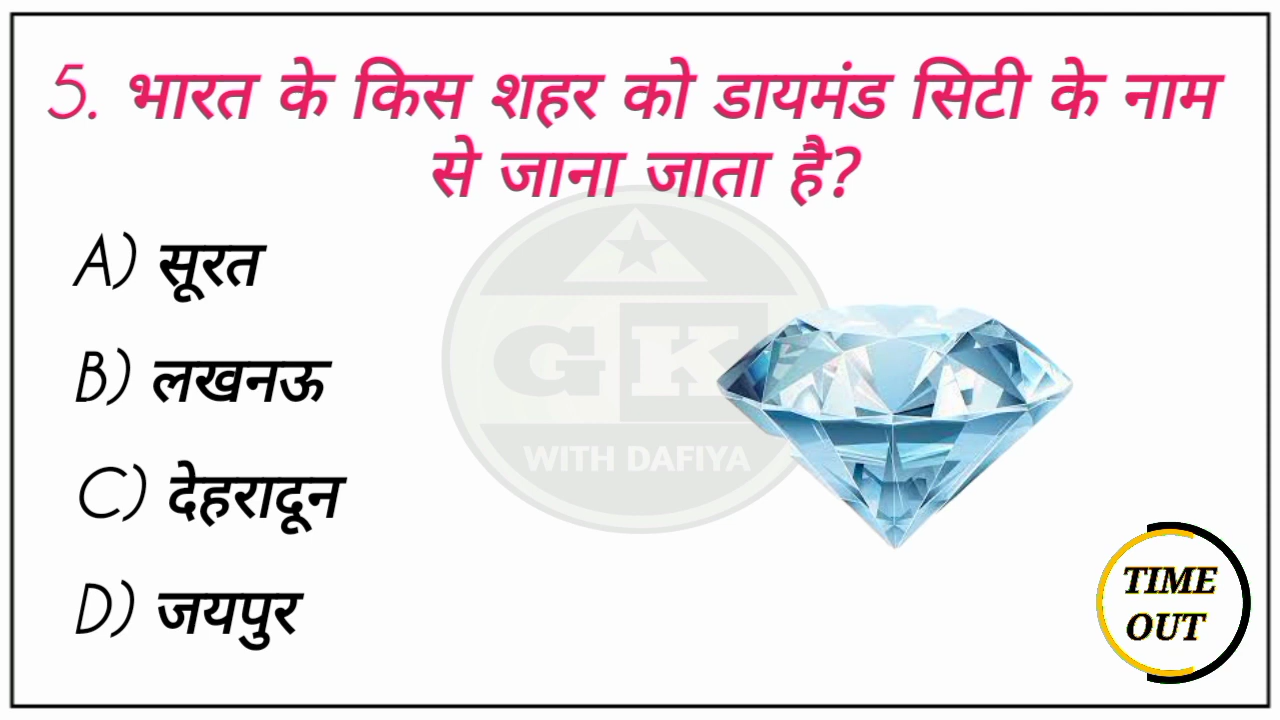 5. भारत के किस शहर को डायमंड सिटी के नाम
से जाना जाता है?
A) सूरत
B) लखनऊ
C) देहरादून
D) जयपुर
GK
WITH DAFIYA
TIME
OUT